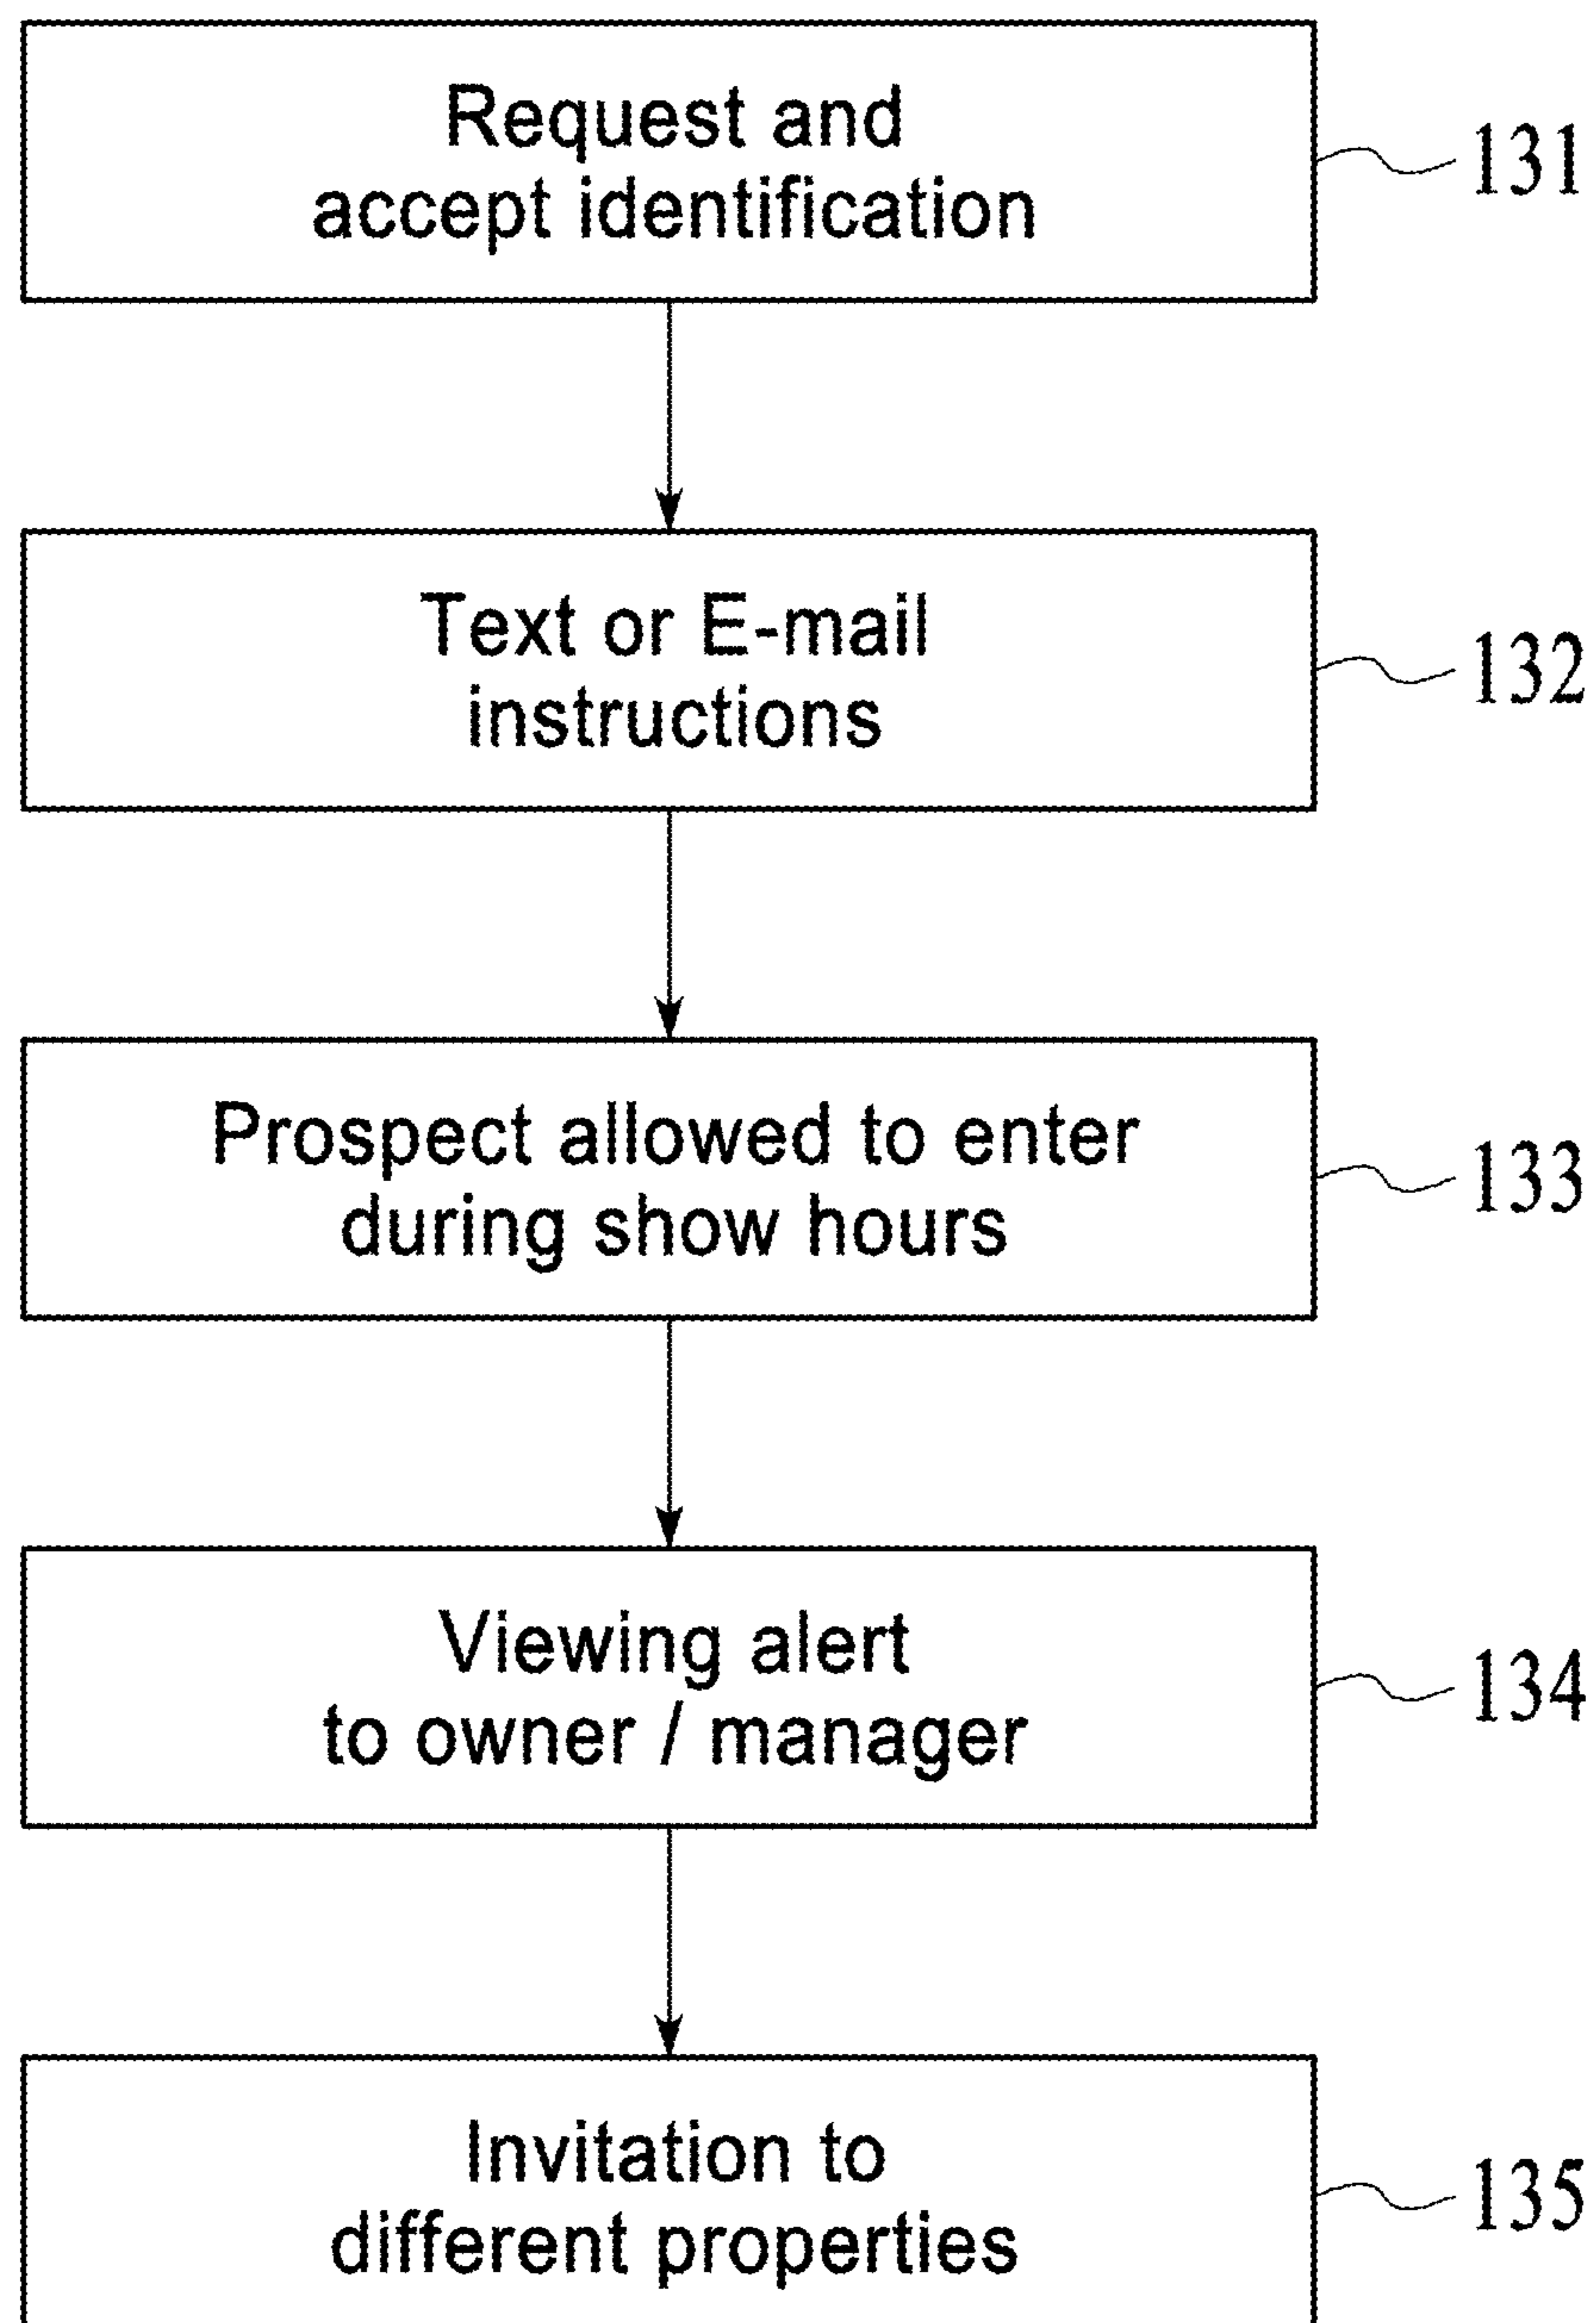 Request and
accept identification
131
Text or E-mail
instructions
132
Prospect allowed to enter
during show hours
133
Viewing alert
to owner / manager
134
Invitation to
different properties
135